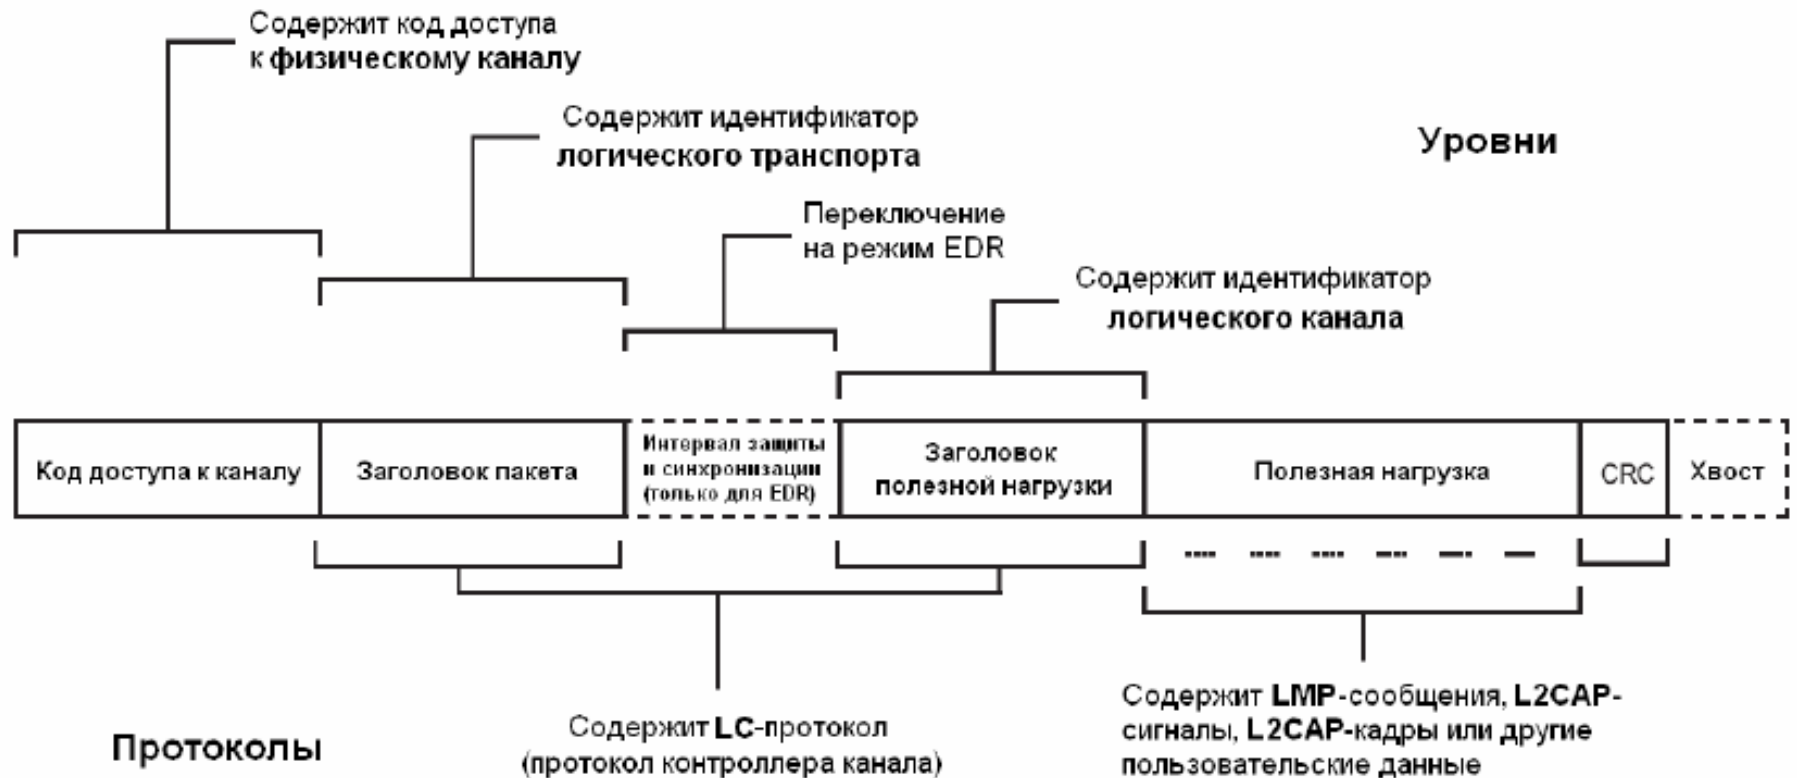 Содержит код доступа
к физическому каналу
Содержит идентификатор
логического транспорта
Уровни
Переключение
на режим EDR
Содержит идентификатор
логического канала
Код доступа к каналу
Заголовок пакета
Интервал защиты
и синхронизации
(только для EDR)
Заголовок
полезной нагрузки
Полезная нагрузка
CRC
Хвост
Протоколы
Содержит LC-протокол
(протокол контроллера канала)
Содержит LMP-сообщения, L2CAP-
сигналы, L2CAP-кадры или другие
пользовательские данные